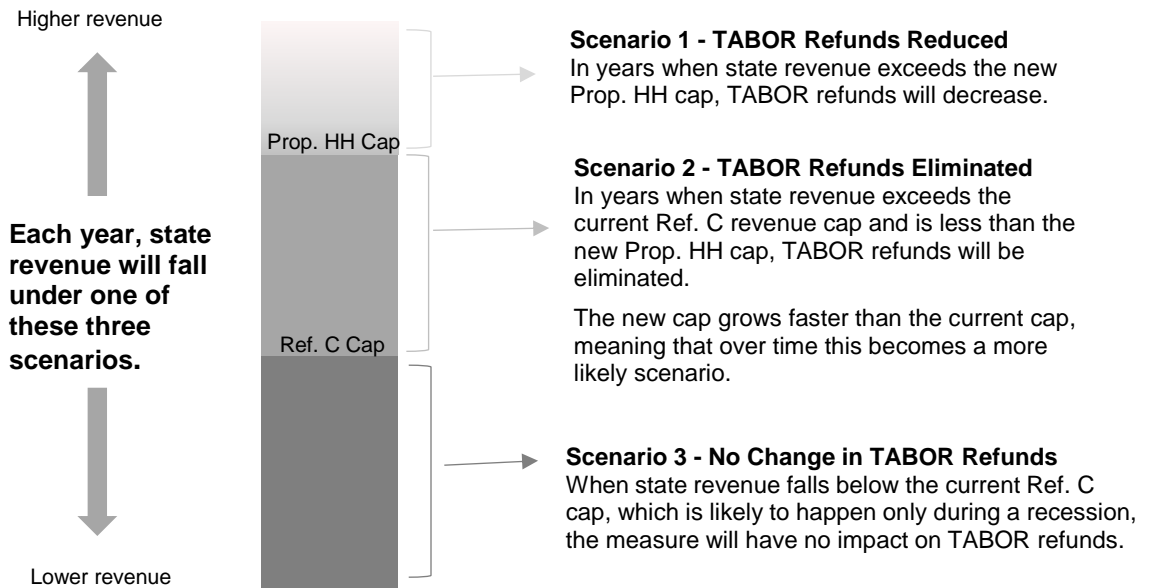 Higher revenue
Each year, state
revenue will fall
under one of
these three
scenarios.
Lower revenue
Prop. HH Cap
Ref. C Cap
Scenario 1 - TABOR Refunds Reduced
In years when state revenue exceeds the new
Prop. HH cap, TABOR refunds will decrease.
Scenario 2 - TABOR Refunds Eliminated
In years when state revenue exceeds the
current Ref. C revenue cap and is less than the
new Prop. HH cap, TABOR refunds will be
eliminated.
The new cap grows faster than the current cap,
meaning that over time this becomes a more
likely scenario.
Scenario 3 - No Change in TABOR Refunds
When state revenue falls below the current Ref. C
cap, which is likely to happen only during a recession,
the measure will have no impact on TABOR refunds.